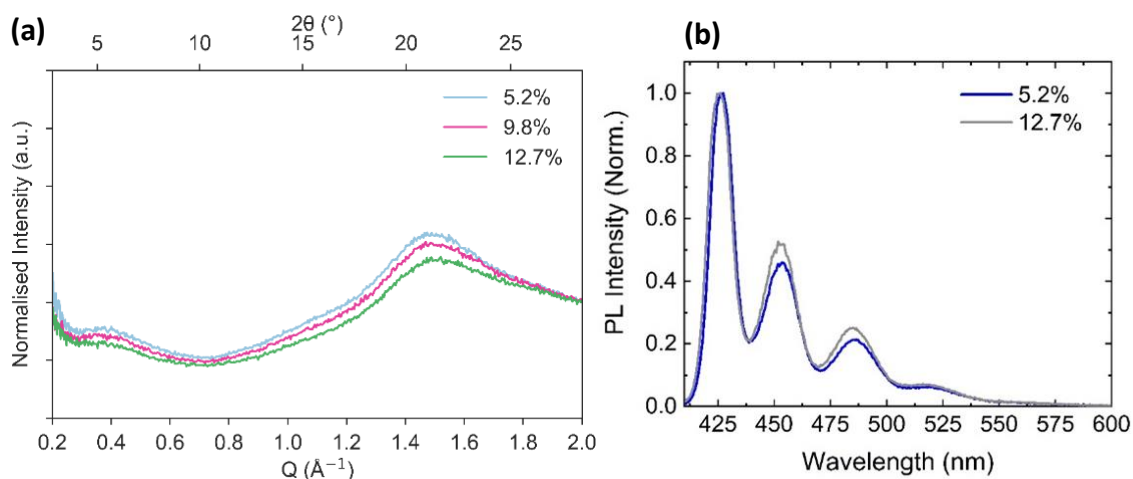 (a)
2θ (°)
5 10 15 20 25
5.2%
9.8%
12.7%
Normalised Intensity (a.u.)
0.2 0.4 0.6 0.8 1.0 1.2 1.4 1.6 1.8 2.0
Q (Å⁻¹)
(b)
5.2%
12.7%
PL Intensity (Norm.)
1.0
0.8
0.6
0.4
0.2
0.0
425 450 475 500 525 550 575 600
Wavelength (nm)